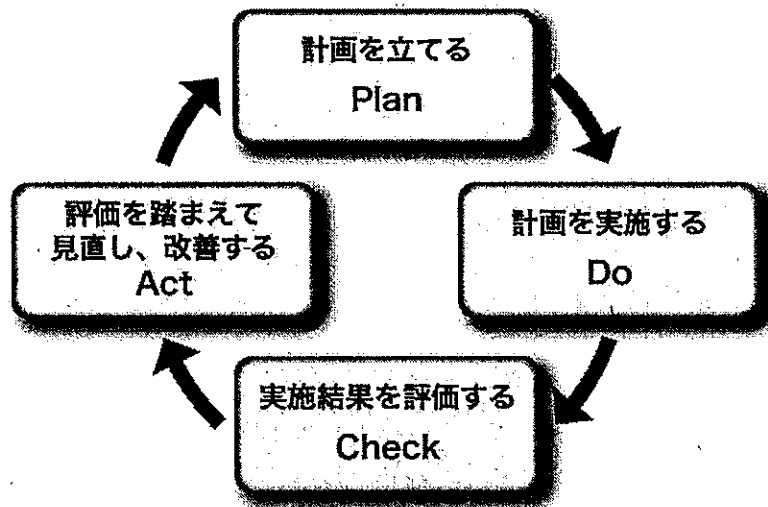 計画を立てる
Plan
計画を実施する
Do
実施結果を評価する
Check
評価を踏まえて
見直し、改善する
Act